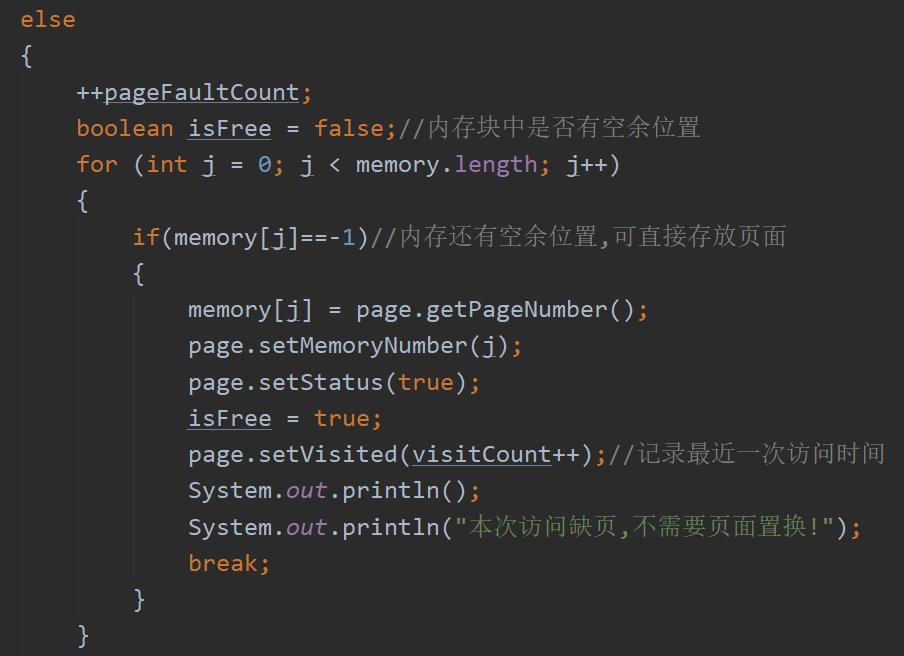 else
{
++pageFaultCount;
boolean isFree = false;//内存块中是否有空余位置
for (int j = 0; j < memory.length; j++)
{
if(memory[j]==-1)//内存还有空余位置,可直接存放页面
{
memory[j] = page.getPageNumber();
page.setMemoryNumber(j);
page.setStatus(true);
isFree = true;
page.setVisited(visitCount++);//记录最近一次访问时间
System.out.println();
System.out.println("本次访问缺页,不需要页面置换!");
break;
}
}